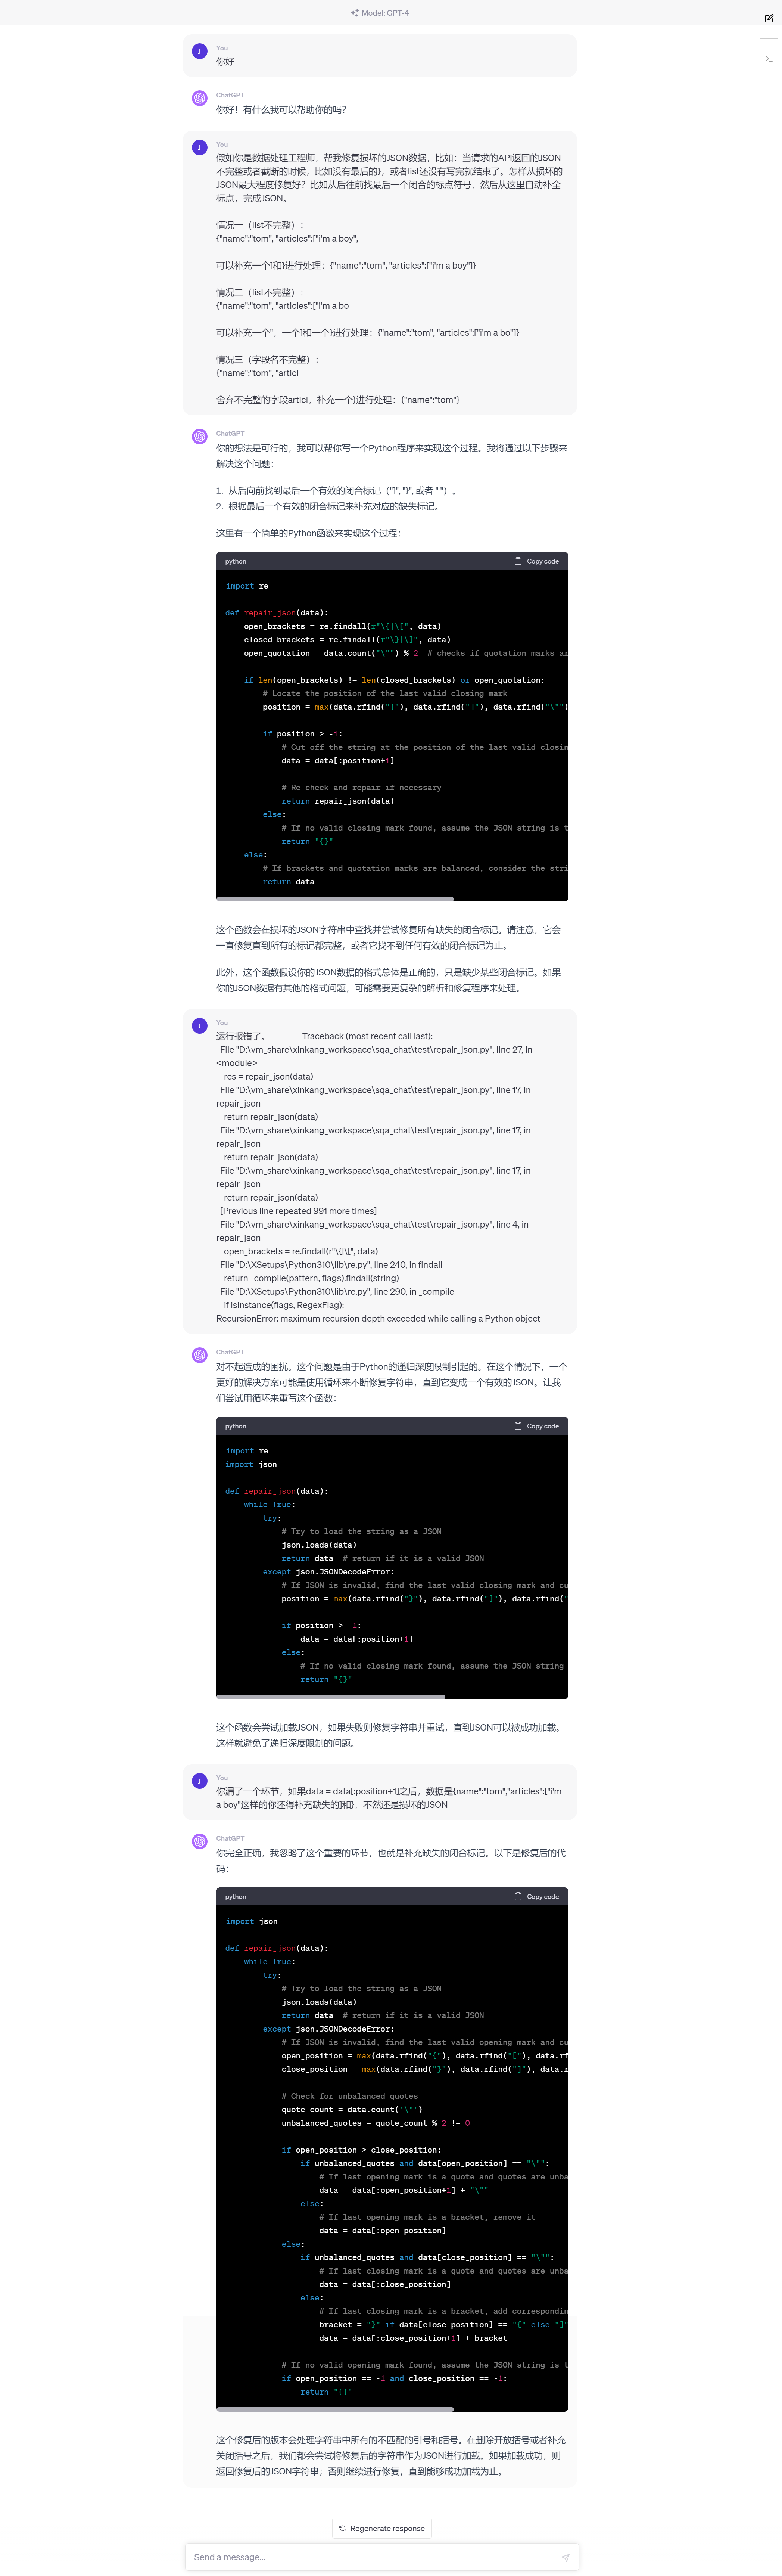 Model: GPT-4
J
You
你好
ChatGPT
你好！有什么我可以帮助你的吗？
J
You
假如你是数据处理工程师，帮我修复损坏的JSON数据，比如：当请求的API返回的JSON
不完整或者截断的时候，比如没有最后的}，或者list还没有写完就结束了。怎样从损坏的
JSON最大程度修复好？比如从后往前找最后一个闭合的标点符号，然后从这里自动补全
标点，完成JSON。
情况一（list不完整）：
{"name":"tom", "articles":["i'm a boy",
可以补充一个]和}进行处理：{"name":"tom", "articles":["i'm a boy"]}
情况二（list不完整）：
{"name":"tom", "articles":["i'm a bo
可以补充一个"，一个]和一个}进行处理：{"name":"tom", "articles":["i'm a bo"]}
情况三（字段名不完整）：
{"name":"tom", "articl
舍弃不完整的字段articl，补充一个}进行处理：{"name":"tom"}
ChatGPT
你的想法是可行的，我可以帮你写一个Python程序来实现这个过程。我将通过以下步骤来
解决这个问题：
1. 从后向前找到最后一个有效的闭合标记（"]", "}", 或者 " "）。
2. 根据最后一个有效的闭合标记来补充对应的缺失标记。
这里有一个简单的Python函数来实现这个过程：
python Copy code
import re
def repair_json(data):
open_brackets = re.findall(r"\{|\[", data)
closed_brackets = re.findall(r"\}|\]", data)
open_quotation = data.count("\"") % 2 # checks if quotation marks ar
if len(open_brackets) != len(closed_brackets) or open_quotation:
# Locate the position of the last valid closing mark
position = max(data.rfind("}"), data.rfind("]"), data.rfind("\"")
if position > -1:
# Cut off the string at the position of the last valid closin
data = data[:position+1]
# Re-check and repair if necessary
return repair_json(data)
else:
# If no valid closing mark found, assume the JSON string is t
return "{}"
else:
# If brackets and quotation marks are balanced, consider the stri
return data
这个函数会在损坏的JSON字符串中查找并尝试修复所有缺失的闭合标记。请注意，它会
一直修复直到所有的标记都完整，或者它找不到任何有效的闭合标记为止。
此外，这个函数假设你的JSON数据的格式总体是正确的，只是缺少某些闭合标记。如果
你的JSON数据有其他的格式问题，可能需要更复杂的解析和修复程序来处理。
J
You
运行报错了。 Traceback (most recent call last):
File "D:\vm_share\xinkang_workspace\sqa_chat\test\repair_json.py", line 27, in
<module>
res = repair_json(data)
File "D:\vm_share\xinkang_workspace\sqa_chat\test\repair_json.py", line 17, in
repair_json
return repair_json(data)
File "D:\vm_share\xinkang_workspace\sqa_chat\test\repair_json.py", line 17, in
repair_json
return repair_json(data)
File "D:\vm_share\xinkang_workspace\sqa_chat\test\repair_json.py", line 17, in
repair_json
return repair_json(data)
[Previous line repeated 991 more times]
File "D:\vm_share\xinkang_workspace\sqa_chat\test\repair_json.py", line 4, in
repair_json
open_brackets = re.findall(r"\{|\[", data)
File "D:\XSetups\Python310\lib\re.py", line 240, in findall
return _compile(pattern, flags).findall(string)
File "D:\XSetups\Python310\lib\re.py", line 290, in _compile
if isinstance(flags, RegexFlag):
RecursionError: maximum recursion depth exceeded while calling a Python object
ChatGPT
对不起造成的困扰。这个问题是由于Python的递归深度限制引起的。在这个情况下，一个
更好的解决方案可能是使用循环来不断修复字符串，直到它变成一个有效的JSON。让我
们尝试用循环来重写这个函数：
python Copy code
import re
import json
def repair_json(data):
while True:
try:
# Try to load the string as a JSON
json.loads(data)
return data # return if it is a valid JSON
except json.JSONDecodeError:
# If JSON is invalid, find the last valid closing mark and cu
position = max(data.rfind("}"), data.rfind("]"), data.rfind("
if position > -1:
data = data[:position+1]
else:
# If no valid closing mark found, assume the JSON string
return "{}"
这个函数会尝试加载JSON，如果失败则修复字符串并重试，直到JSON可以被成功加载。
这样就避免了递归深度限制的问题。
J
You
你漏了一个环节，如果data = data[:position+1]之后，数据是{name":"tom","articles":["i'm
a boy"这样的你还得补充缺失的]和}，不然还是损坏的JSON
ChatGPT
你完全正确，我忽略了这个重要的环节，也就是补充缺失的闭合标记。以下是修复后的代
码：
python Copy code
import json
def repair_json(data):
while True:
try:
# Try to load the string as a JSON
json.loads(data)
return data # return if it is a valid JSON
except json.JSONDecodeError:
# If JSON is invalid, find the last valid opening mark and cu
open_position = max(data.rfind("{"), data.rfind("["), data.rf
close_position = max(data.rfind("}"), data.rfind("]"), data.r
# Check for unbalanced quotes
quote_count = data.count('\"')
unbalanced_quotes = quote_count % 2 != 0
if open_position > close_position:
if unbalanced_quotes and data[open_position] == "\"":
# If last opening mark is a quote and quotes are unba
data = data[:open_position+1] + "\""
else:
# If last opening mark is a bracket, remove it
data = data[:open_position]
else:
if unbalanced_quotes and data[close_position] == "\"":
# If last closing mark is a quote and quotes are unba
data = data[:close_position]
else:
# If last closing mark is a bracket, add correspondin
bracket = "}" if data[close_position] == "{" else "]"
data = data[:close_position+1] + bracket
# If no valid opening mark found, assume the JSON string is t
if open_position == -1 and close_position == -1:
return "{}"
这个修复后的版本会处理字符串中所有的不匹配的引号和括号。在删除开放括号或者补充
关闭括号之后，我们都会尝试将修复后的字符串作为JSON进行加载。如果加载成功，则
返回修复后的JSON字符串；否则继续进行修复，直到能够成功加载为止。
Regenerate response
Send a message...